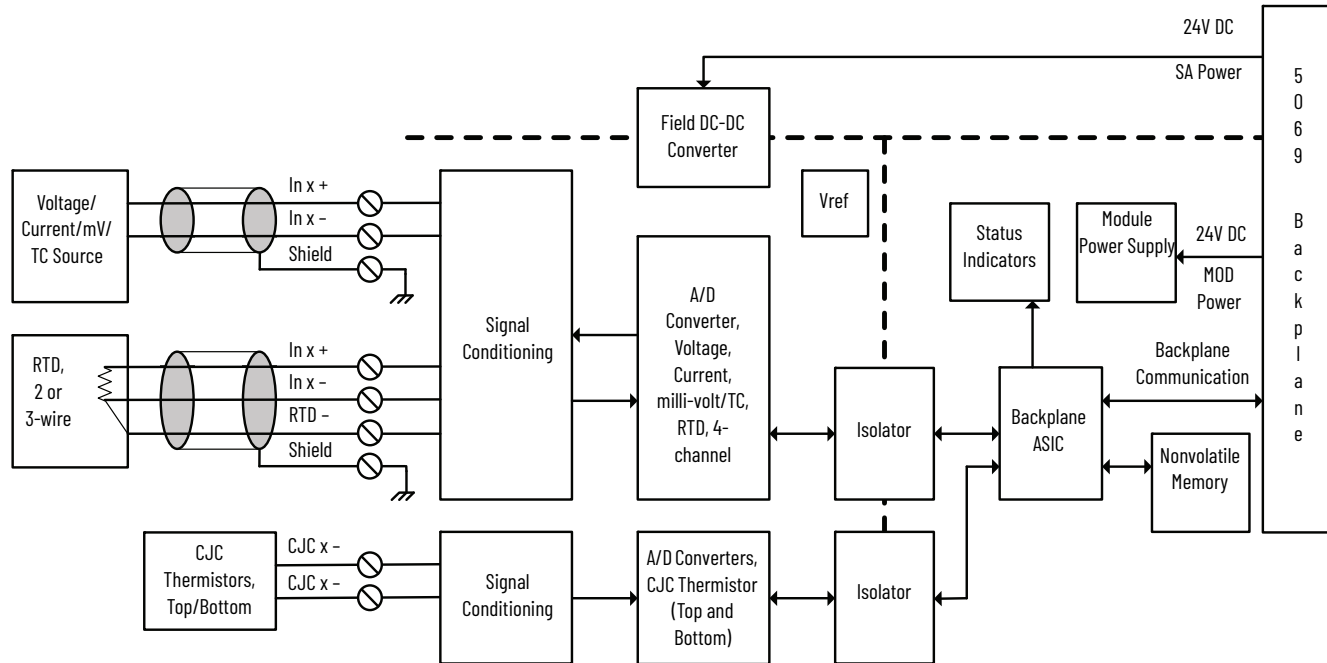 24V DC
SA Power
5
0
6
9
B
a
c
k
p
l
a
n
e
Field DC-DC
Converter
Vref
Voltage/
Current/mV/
TC Source
In x +
In x –
Shield
Signal
Conditioning
A/D
Converter,
Voltage,
Current,
milli-volt/TC,
RTD, 4-
channel
Status
Indicators
Module
Power Supply
24V DC
MOD
Power
RTD,
2 or
3-wire
In x +
In x –
RTD –
Shield
Isolator
Backplane
ASIC
Backplane
Communication
Nonvolatile
Memory
CJC
Thermistors,
Top/Bottom
CJC x –
CJC x –
Signal
Conditioning
A/D Converters,
CJC Thermistor
(Top and
Bottom)
Isolator